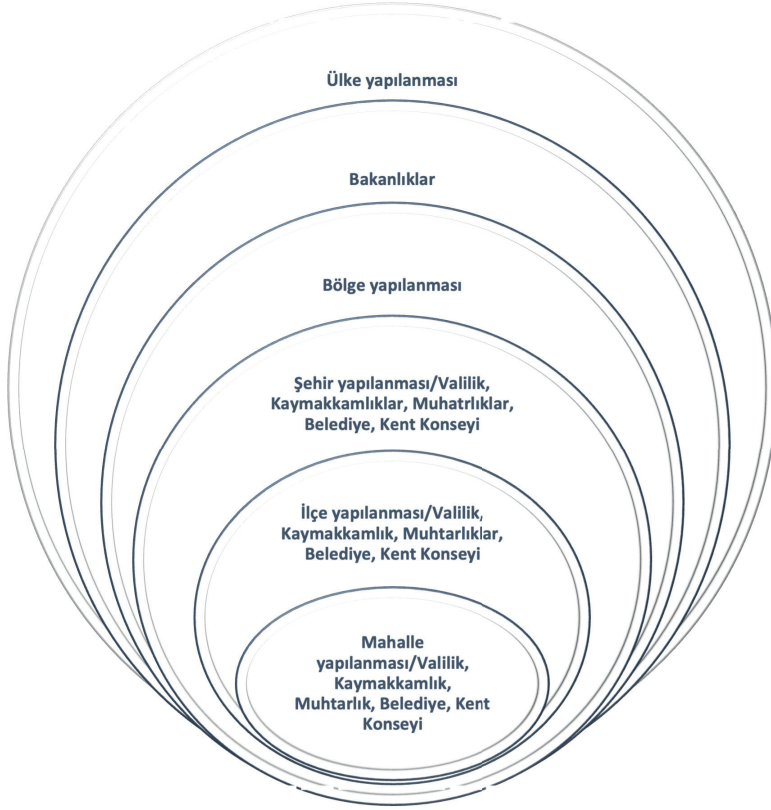 Ülke yapılanması
Bakanlıklar
Bölge yapılanması
Şehir yapılanması/Valilik,
Kaymakkamlıklar, Muhatrlıklar,
Belediye, Kent Konseyi
İlçe yapılanması/Valilik,
Kaymakkamlık, Muhtarlıklar,
Belediye, Kent Konseyi
Mahalle
yapılanması/Valilik,
Kaymakkamlık,
Muhtarlık, Belediye, Kent
Konseyi